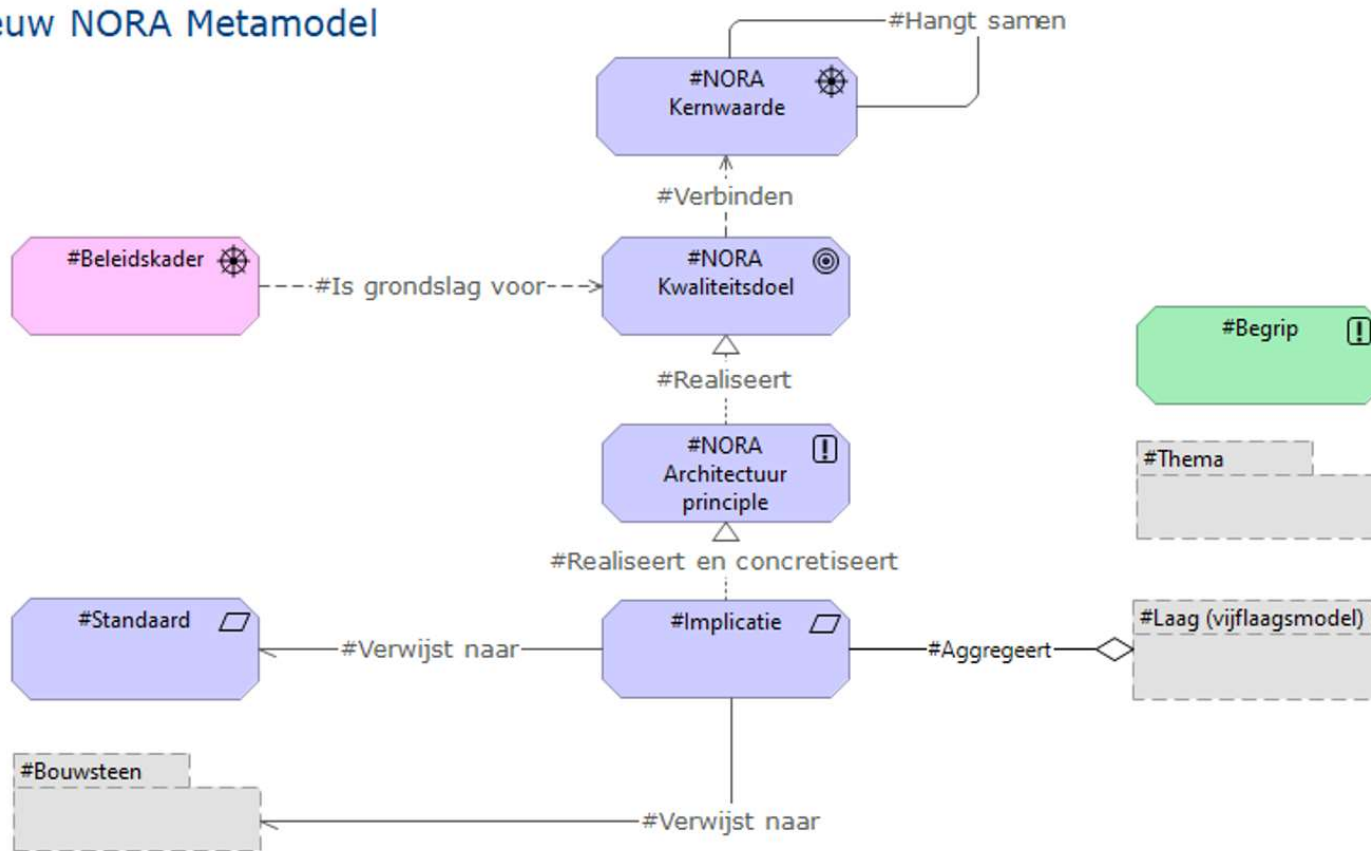 euw NORA Metamodel
#Hangt samen
#NORA
Kernwaarde
#Verbinden
#Beleidskader
#Is grondslag voor
#NORA
Kwaliteitsdoel
#Begrip
#Realiseert
#NORA
Architectuur
principle
#Thema
#Realiseert en concretiseert
#Standaard
#Verwijst naar
#Implicatie
#Aggregeert
#Laag (vijflaagsmodel)
#Bouwsteen
#Verwijst naar